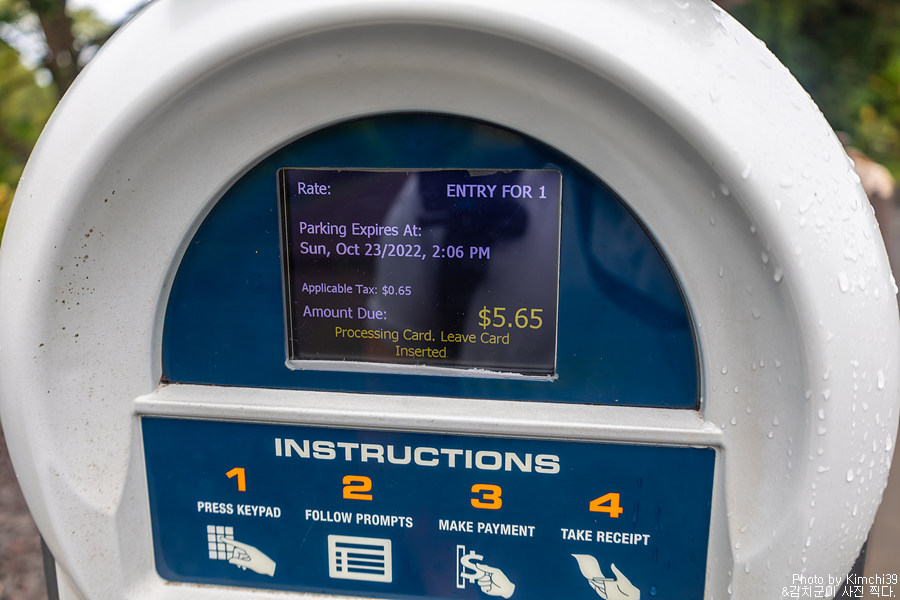 Rate: ENTRY FOR 1
Parking Expires At:
Sun, Oct 23/2022, 2:06 PM
Applicable Tax: $0.65
Amount Due: $5.65
Processing Card. Leave Card
Inserted
INSTRUCTIONS
1 2 3 4
PRESS KEYPAD FOLLOW PROMPTS MAKE PAYMENT TAKE RECEIPT
Photo by Kimchi39
&김치군이 사진 찍다.